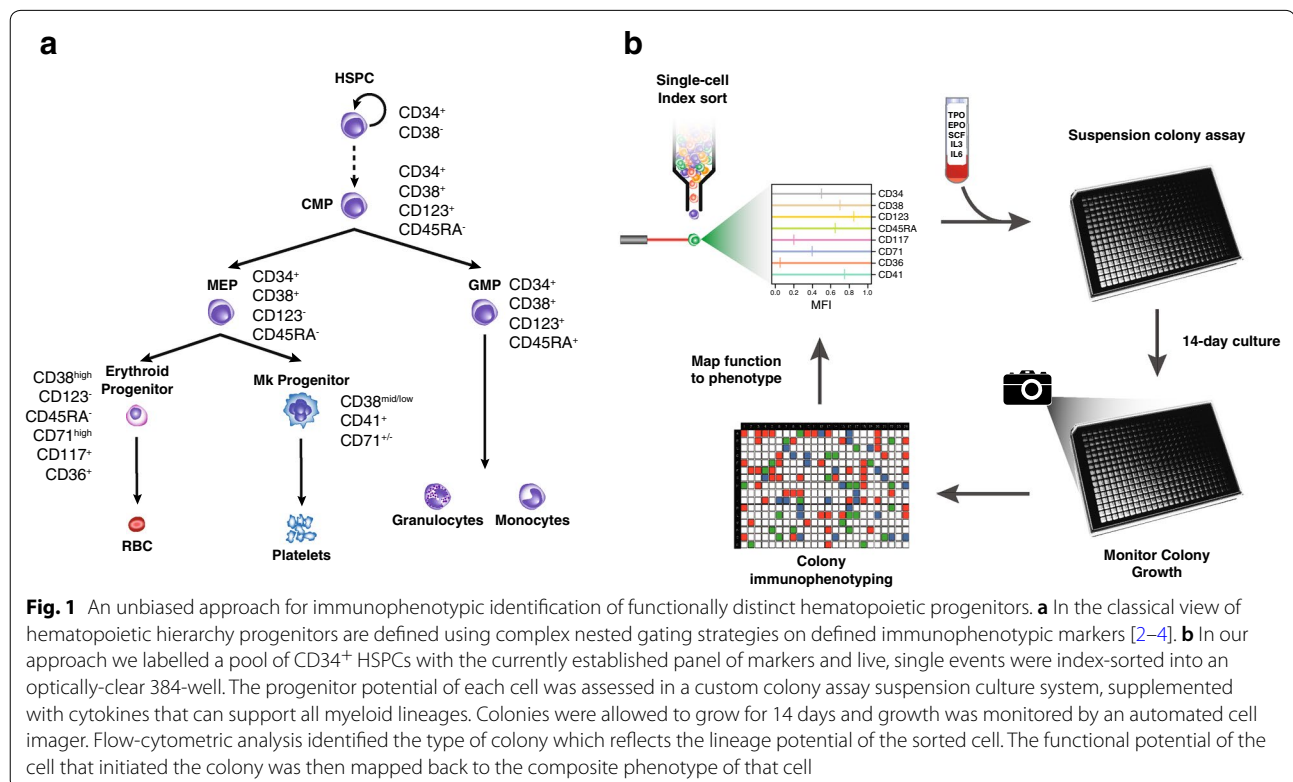 a
HSPC
CD34⁺
CD38⁻
CMP
CD34⁺
CD38⁺
CD123⁺
CD45RA⁻
MEP
CD34⁺
CD38⁺
CD123⁻
CD45RA⁻
GMP
CD34⁺
CD38⁺
CD123⁺
CD45RA⁺
CD38ʰⁱᵍʰ
CD123⁻
CD45RA⁻
CD71ʰⁱᵍʰ
CD117⁺
CD36⁺
Erythroid
Progenitor
Mk Progenitor
CD38ᵐⁱᵈ/ˡᵒʷ
CD41⁺
CD71⁺/⁻
RBC
Platelets
Granulocytes
Monocytes
b
Single-cell
Index sort
CD34
CD38
CD123
CD45RA
CD117
CD71
CD36
CD41
0.0 0.2 0.4 0.6 0.8 1.0
MFI
TPO
EPO
SCF
IL3
IL6
Suspension colony assay
14-day culture
Monitor Colony
Growth
Colony
immunophenotyping
Map function
to phenotype
Fig. 1 An unbiased approach for immunophenotypic identification of functionally distinct hematopoietic progenitors. a In the classical view of
hematopoietic hierarchy progenitors are defined using complex nested gating strategies on defined immunophenotypic markers [2–4]. b In our
approach we labelled a pool of CD34⁺ HSPCs with the currently established panel of markers and live, single events were index-sorted into an
optically-clear 384-well. The progenitor potential of each cell was assessed in a custom colony assay suspension culture system, supplemented
with cytokines that can support all myeloid lineages. Colonies were allowed to grow for 14 days and growth was monitored by an automated cell
imager. Flow-cytometric analysis identified the type of colony which reflects the lineage potential of the sorted cell. The functional potential of the
cell that initiated the colony was then mapped back to the composite phenotype of that cell